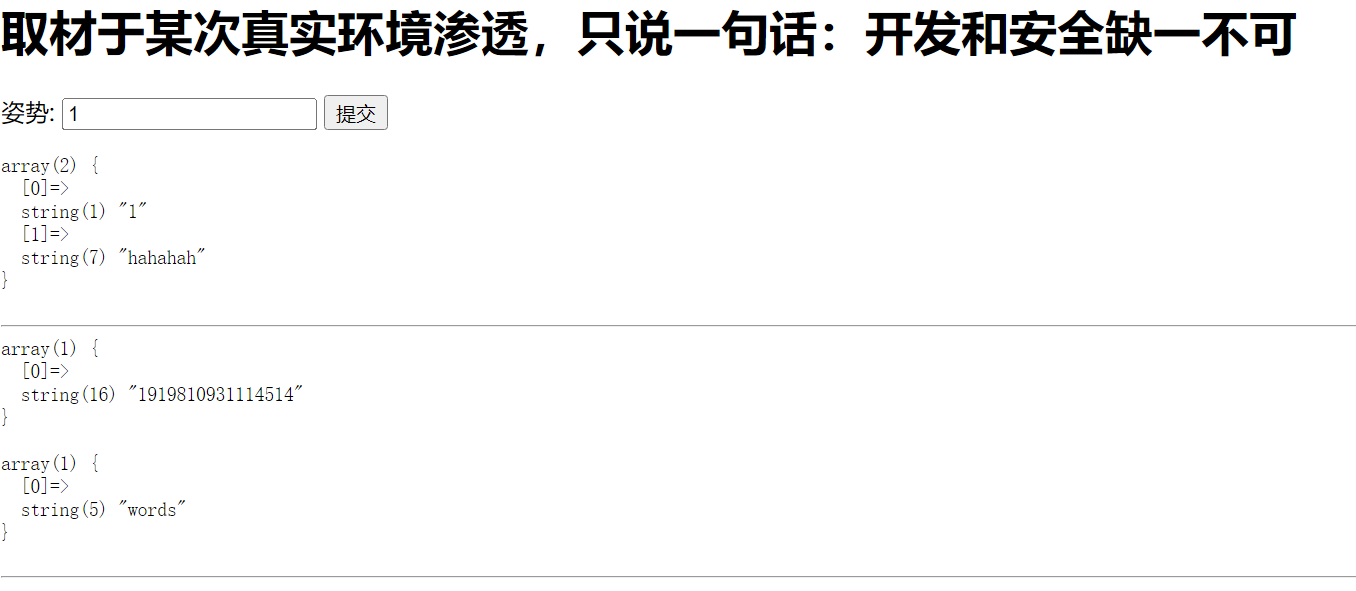 取材于某次真实环境渗透，只说一句话：开发和安全缺一不可
姿势: 1 提交
array(2) {
  [0]=>
  string(1) "1"
  [1]=>
  string(7) "hahahah"
}
array(1) {
  [0]=>
  string(16) "1919810931114514"
}
array(1) {
  [0]=>
  string(5) "words"
}